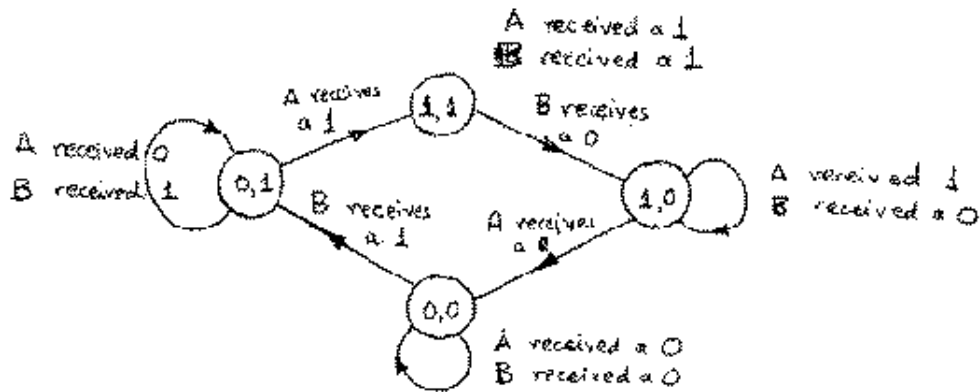 A received a 1
B received a 1
A receives
a 1
1,1
B receives
a 0
A received 0
B received 1
0,1
1,0
A received 1
B received a 0
B receives
a 1
A receives
a 0
0,0
A received a 0
B received a 0